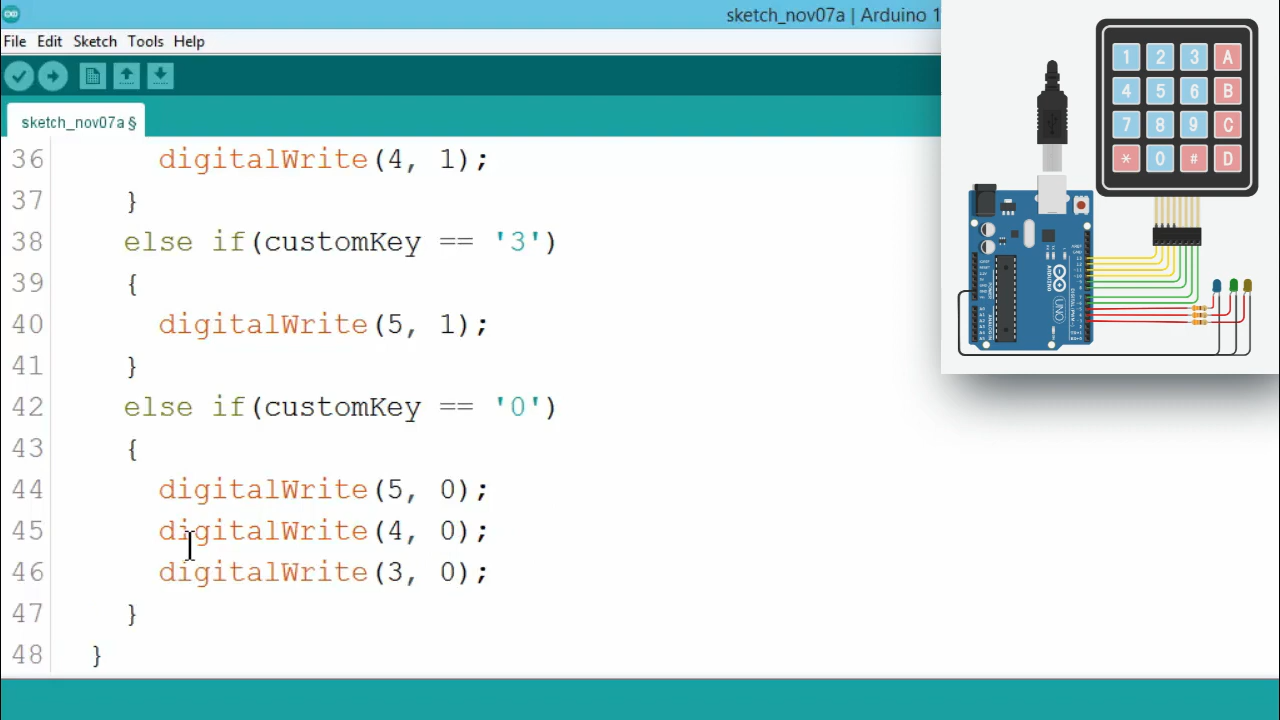 sketch_nov07a | Arduino 1
File Edit Sketch Tools Help
sketch_nov07a §
36 digitalWrite(4, 1);
37 }
38 else if(customKey == '3')
39 {
40 digitalWrite(5, 1);
41 }
42 else if(customKey == '0')
43 {
44 digitalWrite(5, 0);
45 digitalWrite(4, 0);
46 digitalWrite(3, 0);
47 }
48 }
1 2 3 A
4 5 6 B
7 8 9 C
* 0 # D
ARDUINO
UNO